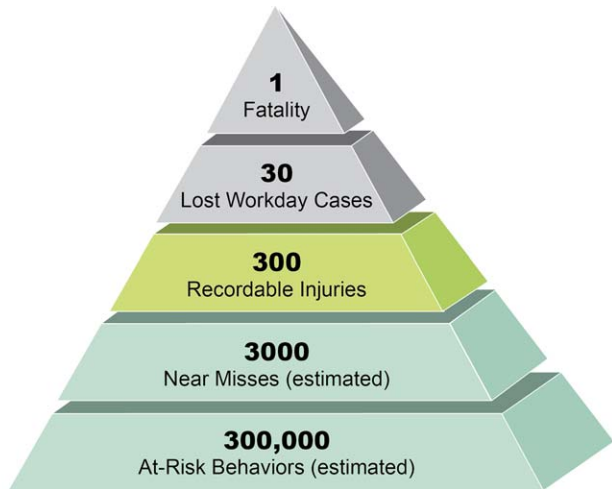 1
Fatality
30
Lost Workday Cases
300
Recordable Injuries
3000
Near Misses (estimated)
300,000
At-Risk Behaviors (estimated)